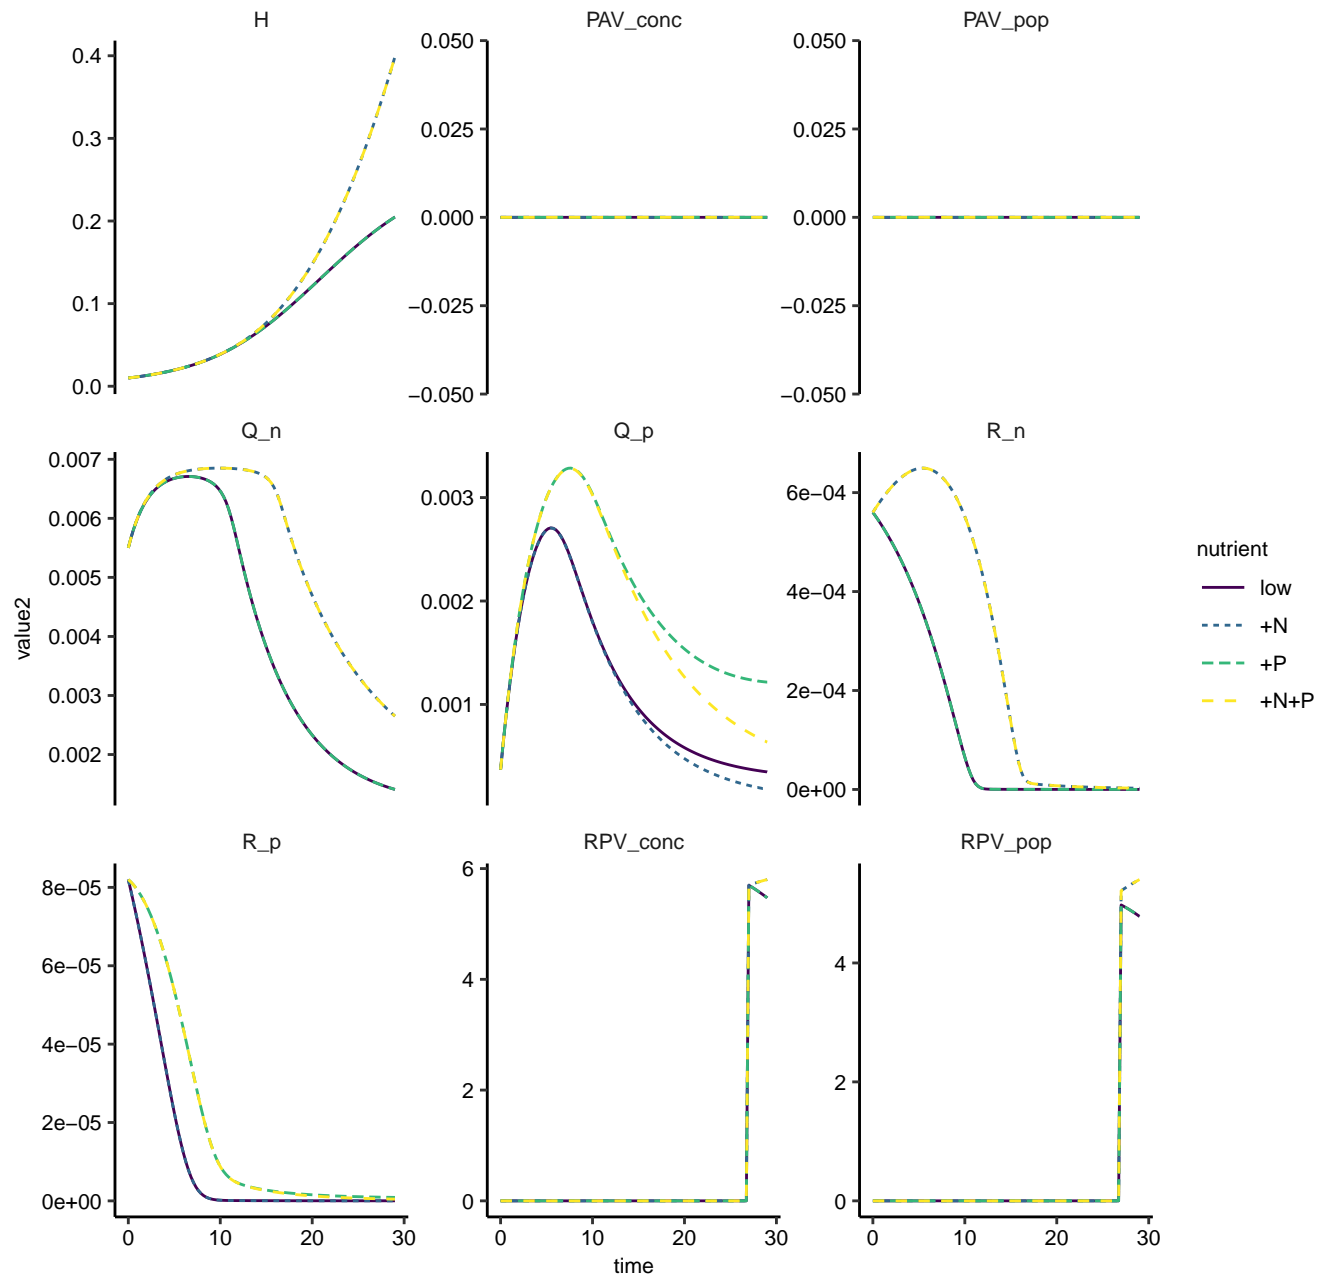 H
PAV_conc
PAV_pop
0.4
0.3
0.2
0.1
0.0
0.050
0.025
0.000
−0.025
−0.050
0.050
0.025
0.000
−0.025
−0.050
Q_n
Q_p
R_n
0.007
0.006
0.005
0.004
0.003
0.002
0.003
0.002
0.001
6e−04
4e−04
2e−04
0e+00
value2
nutrient
low
+N
+P
+N+P
R_p
RPV_conc
RPV_pop
8e−05
6e−05
4e−05
2e−05
0e+00
6
4
2
0
4
2
0
0 10 20 30
0 10 20 30
0 10 20 30
time